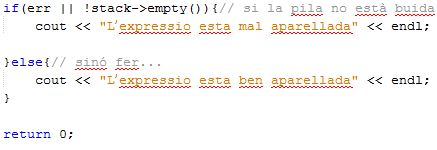 if(err || !stack->empty()){// si la pila no està buida
cout << "L'expressio esta mal aparellada" << endl;
}else{// sinó fer...
cout << "L'expressio esta ben aparellada" << endl;
}
return 0;